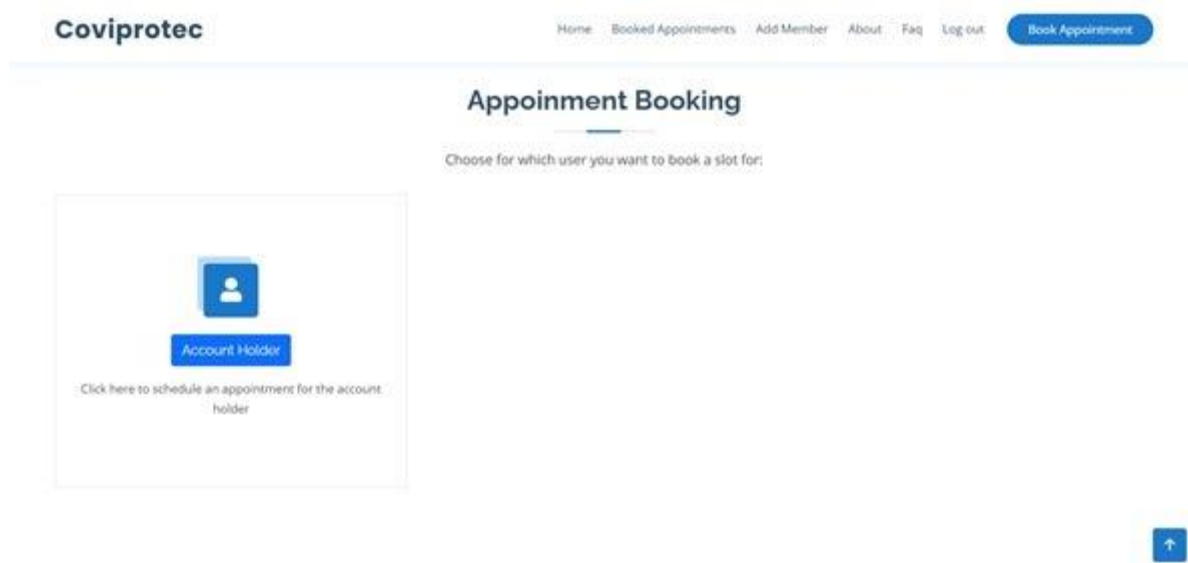 Coviprotec
Home Booked Appointments Add Member About Faq Log out Book Appointment
Appoinment Booking
Choose for which user you want to book a slot for:
Account Holder
Click here to schedule an appointment for the account
holder